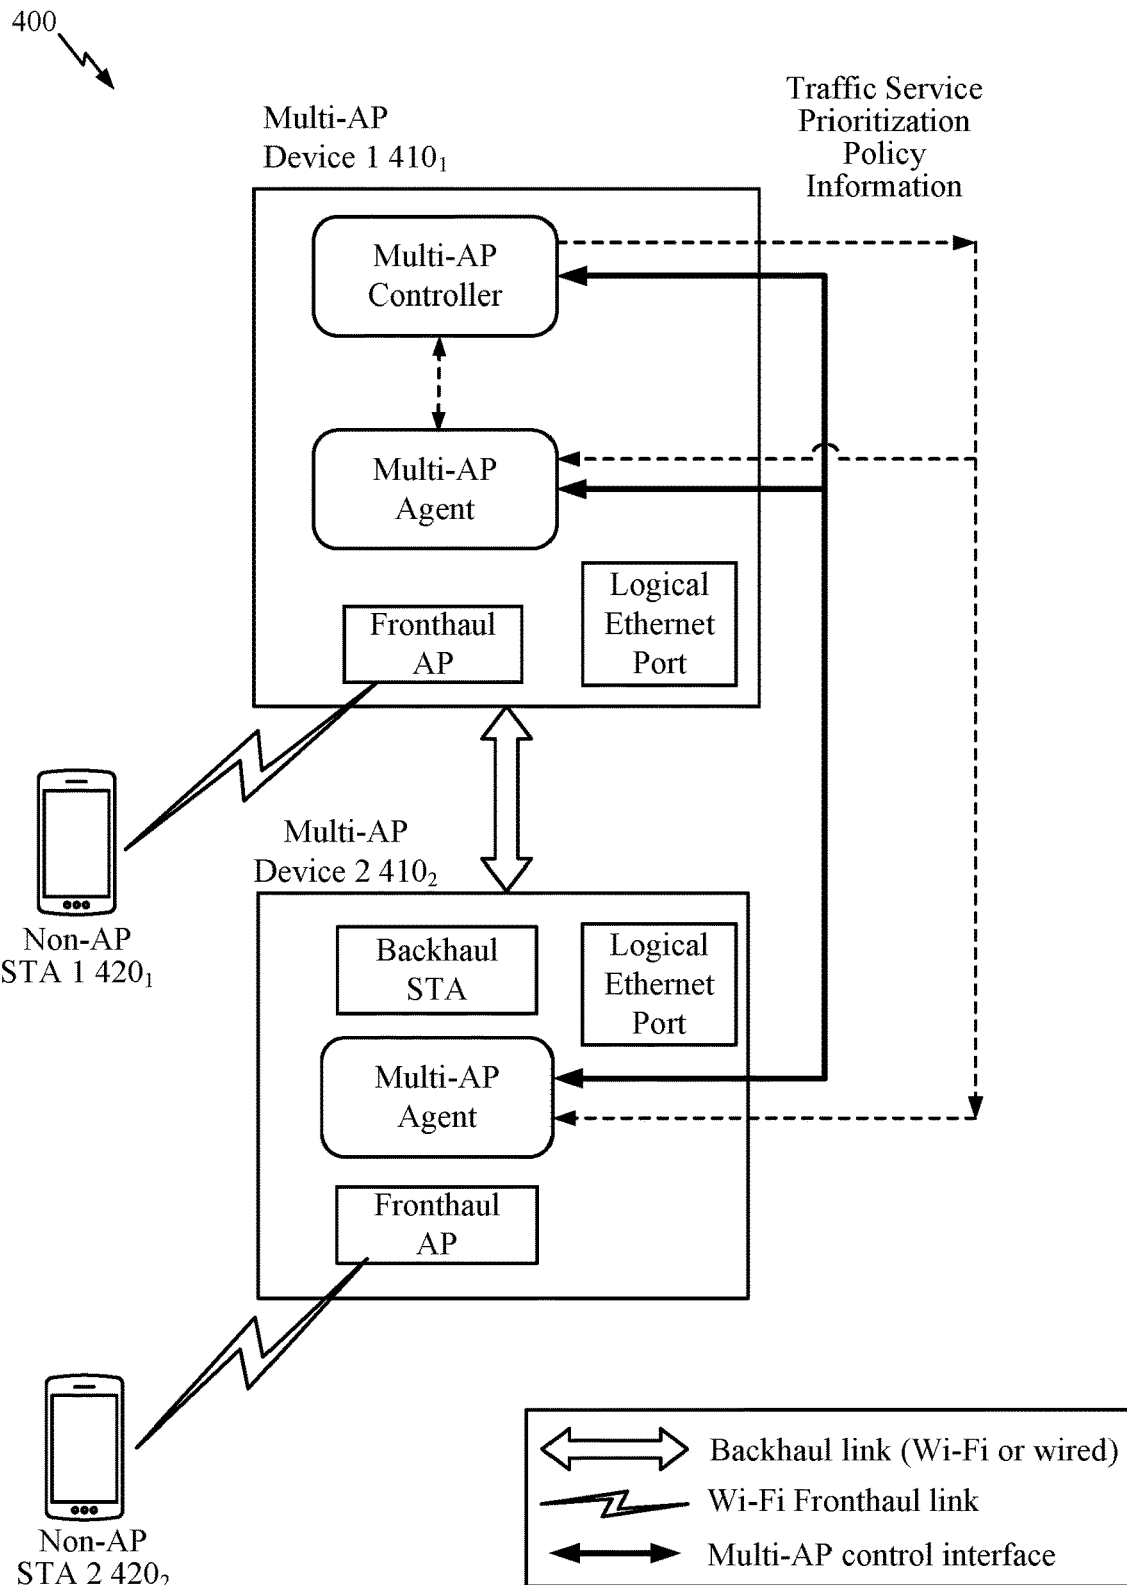 400
Traffic Service
Prioritization
Policy
Information
Multi-AP
Device 1 410₁
Multi-AP
Controller
Multi-AP
Agent
Logical
Ethernet
Port
Fronthaul
AP
Non-AP
STA 1 420₁
Multi-AP
Device 2 410₂
Backhaul
STA
Logical
Ethernet
Port
Multi-AP
Agent
Fronthaul
AP
Non-AP
STA 2 420₂
Backhaul link (Wi-Fi or wired)
Wi-Fi Fronthaul link
Multi-AP control interface